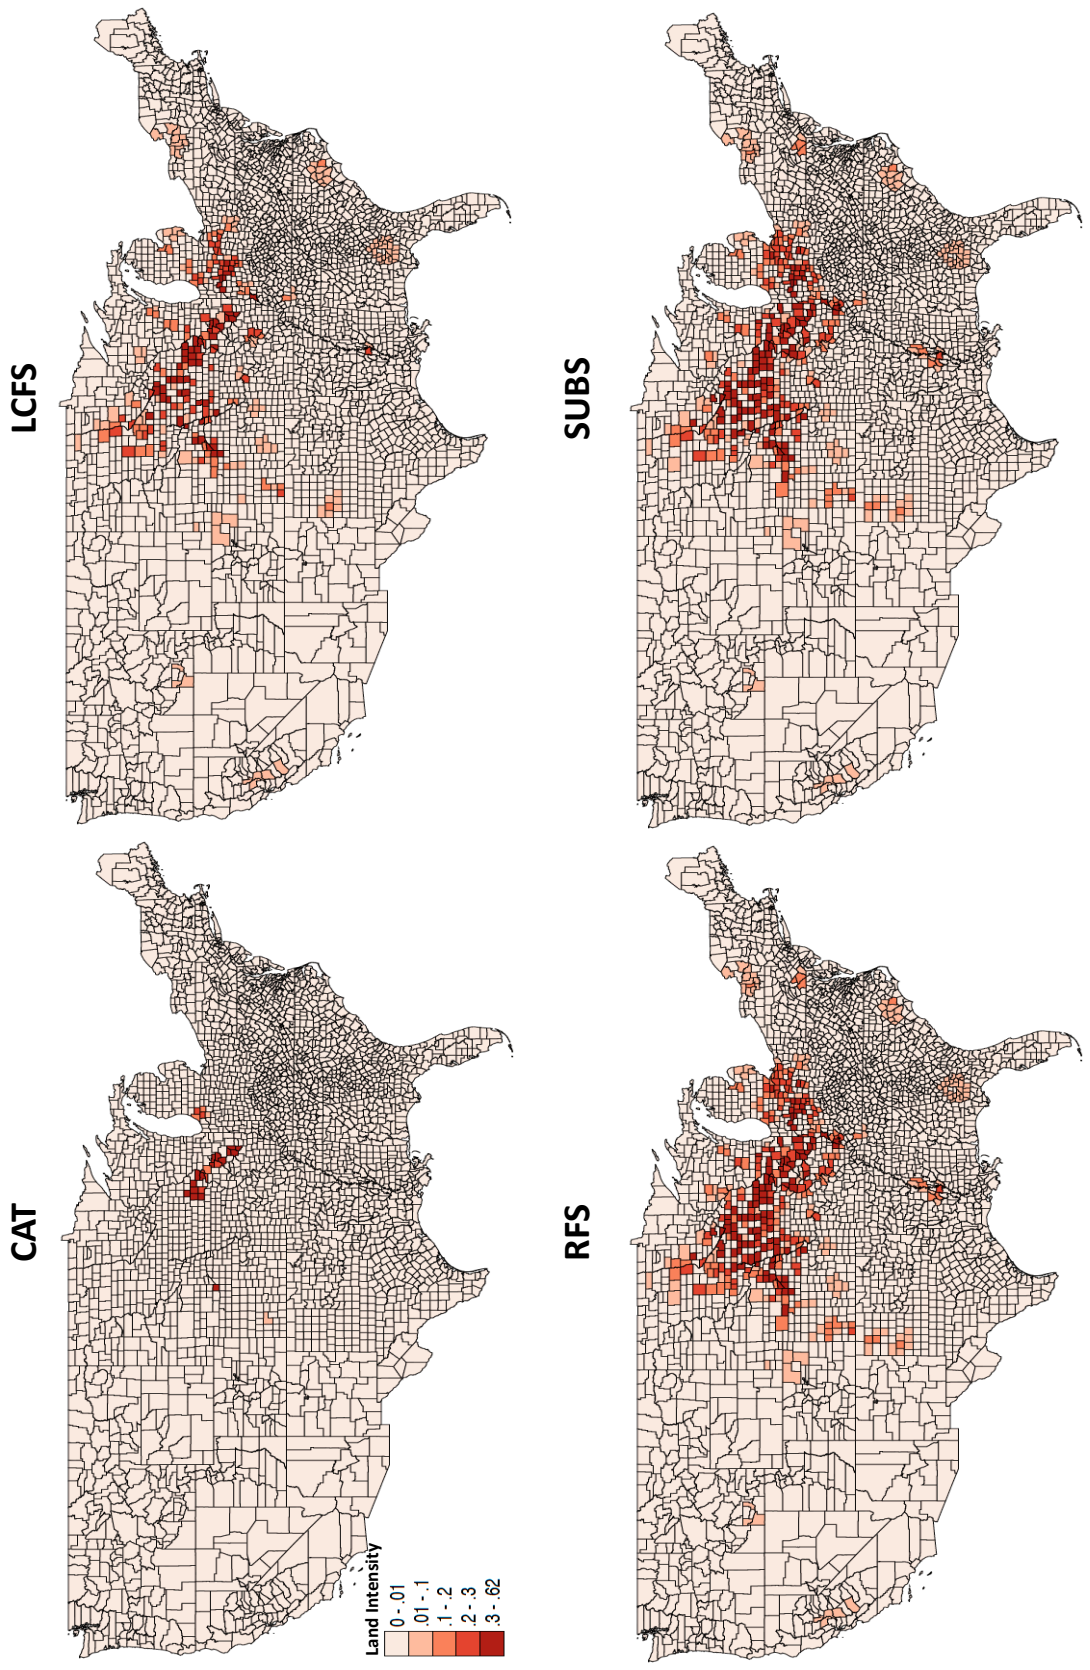 CAT
LCFS
Land Intensity
0 - .01
.01 - .1
.1 - .2
.2 - .3
.3 - .62
RFS
SUBS